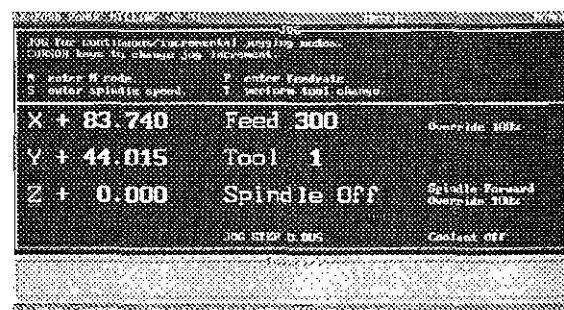 JOG
JOG for continuous/incremental jogging modes.
CURSOR keys to change jog increment
M enter M code F enter feedrate
S enter spindle speed T perform tool change
X + 83.740 Feed 300 Override 100%
Y + 44.015 Tool 1
Z + 0.000 Spindle Off Spindle Forward
Override 100%
JOG STEP 0.005 Coolant Off